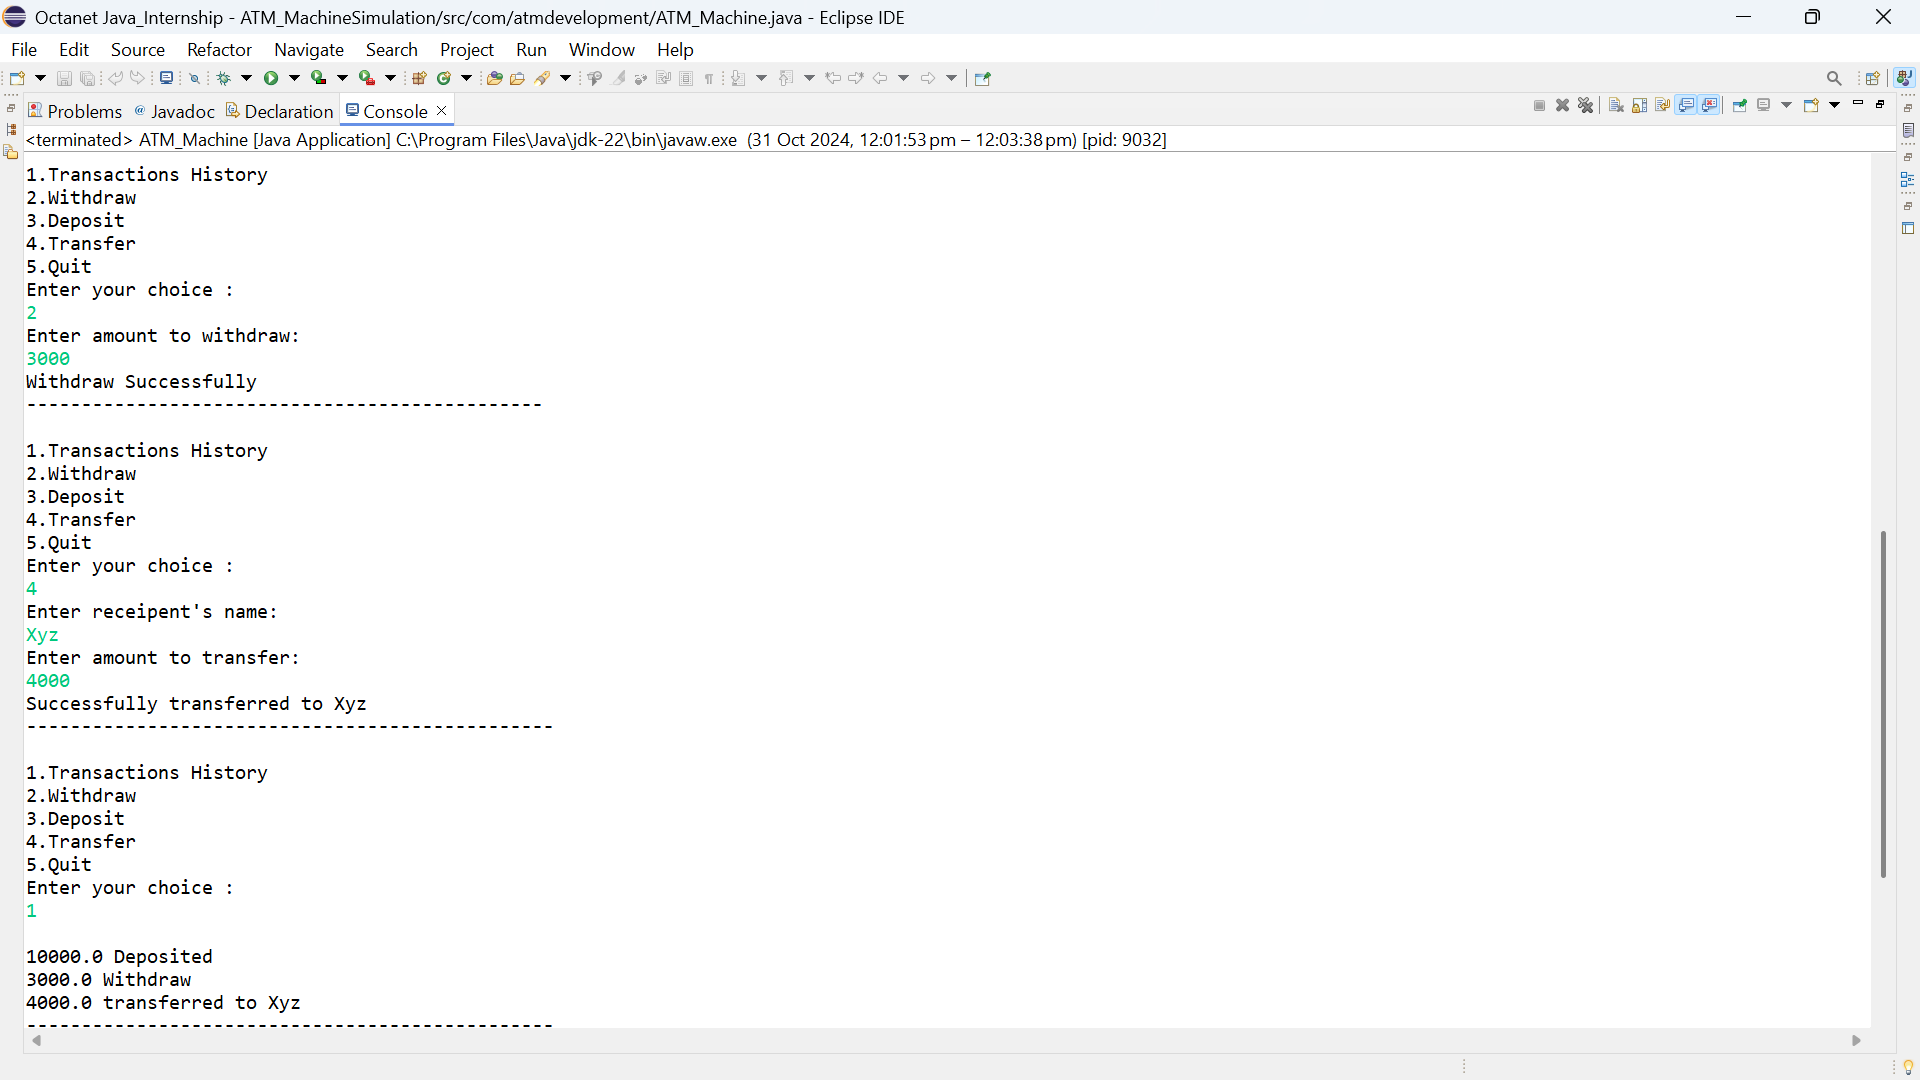 Octanet Java_Internship - ATM_MachineSimulation/src/com/atmdevelopment/ATM_Machine.java - Eclipse IDE
File Edit Source Refactor Navigate Search Project Run Window Help
Problems @ Javadoc Declaration Console
<terminated> ATM_Machine [Java Application] C:\Program Files\Java\jdk-22\bin\javaw.exe (31 Oct 2024, 12:01:53 pm – 12:03:38 pm) [pid: 9032]
1.Transactions History
2.Withdraw
3.Deposit
4.Transfer
5.Quit
Enter your choice :
2
Enter amount to withdraw:
3000
Withdraw Successfully
-----------------------------------------------
1.Transactions History
2.Withdraw
3.Deposit
4.Transfer
5.Quit
Enter your choice :
4
Enter receipent's name:
Xyz
Enter amount to transfer:
4000
Successfully transferred to Xyz
------------------------------------------------
1.Transactions History
2.Withdraw
3.Deposit
4.Transfer
5.Quit
Enter your choice :
1
10000.0 Deposited
3000.0 Withdraw
4000.0 transferred to Xyz
------------------------------------------------